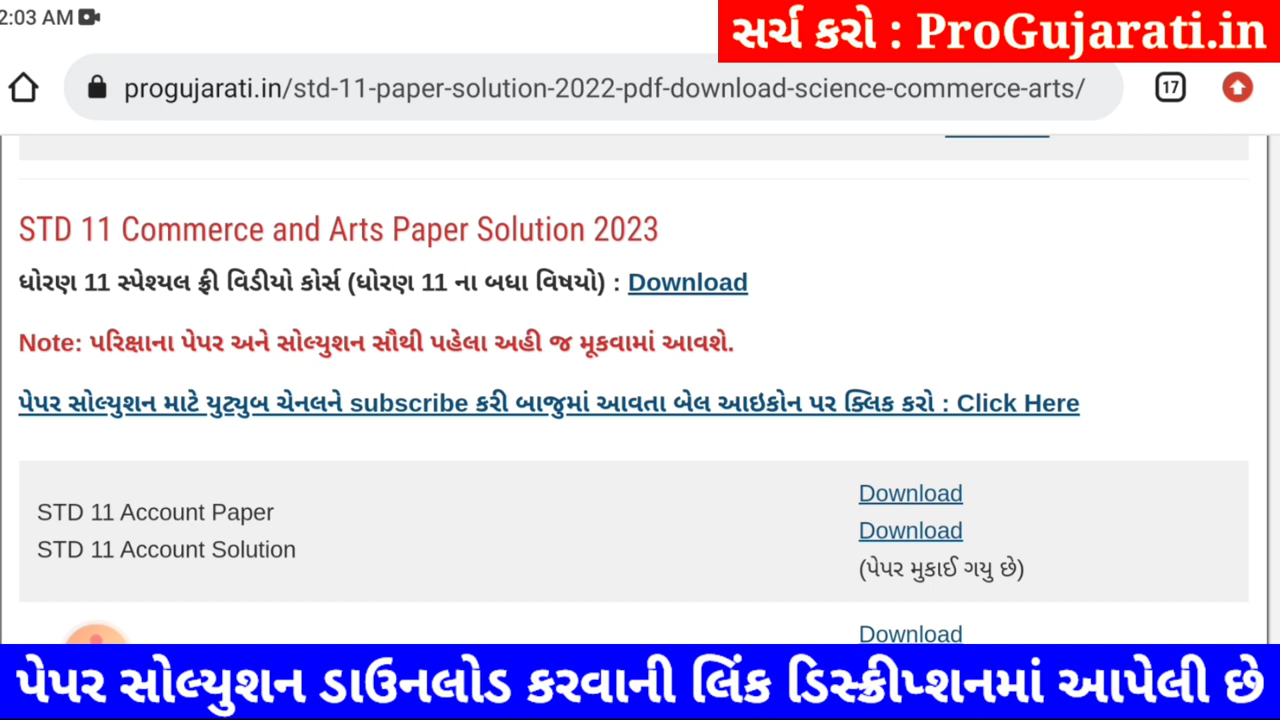 2:03 AM
સર્ચ કરો : ProGujarati.in
progujarati.in/std-11-paper-solution-2022-pdf-download-science-commerce-arts/
17
STD 11 Commerce and Arts Paper Solution 2023
ધોરણ 11 સ્પેશ્યલ ફ્રી વિડીયો કોર્સ (ધોરણ 11 ના બધા વિષયો) : Download
Note: પરિક્ષાના પેપર અને સોલ્યુશન સૌથી પહેલા અહી જ મૂકવામાં આવશે.
પેપર સોલ્યુશન માટે યુટ્યુબ ચેનલને subscribe કરી બાજુમાં આવતા બેલ આઇકોન પર ક્લિક કરો : Click Here
STD 11 Account Paper
STD 11 Account Solution
Download
Download
(પેપર મુકાઈ ગયુ છે)
Download
પેપર સોલ્યુશન ડાઉનલોડ કરવાની લિંક ડિસ્ક્રીપ્શનમાં આપેલી છે